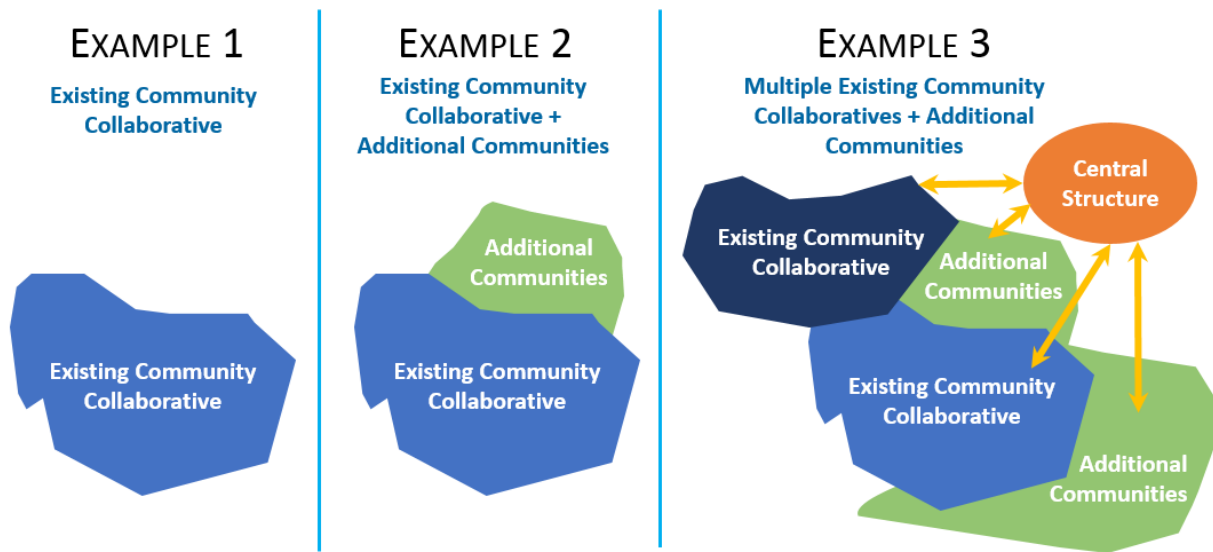 EXAMPLE 1
Existing Community
Collaborative
Existing Community
Collaborative
EXAMPLE 2
Existing Community
Collaborative +
Additional Communities
Additional
Communities
Existing Community
Collaborative
EXAMPLE 3
Multiple Existing Community
Collaboratives + Additional
Communities
Central
Structure
Existing Community
Collaborative
Additional
Communities
Existing Community
Collaborative
Additional
Communities